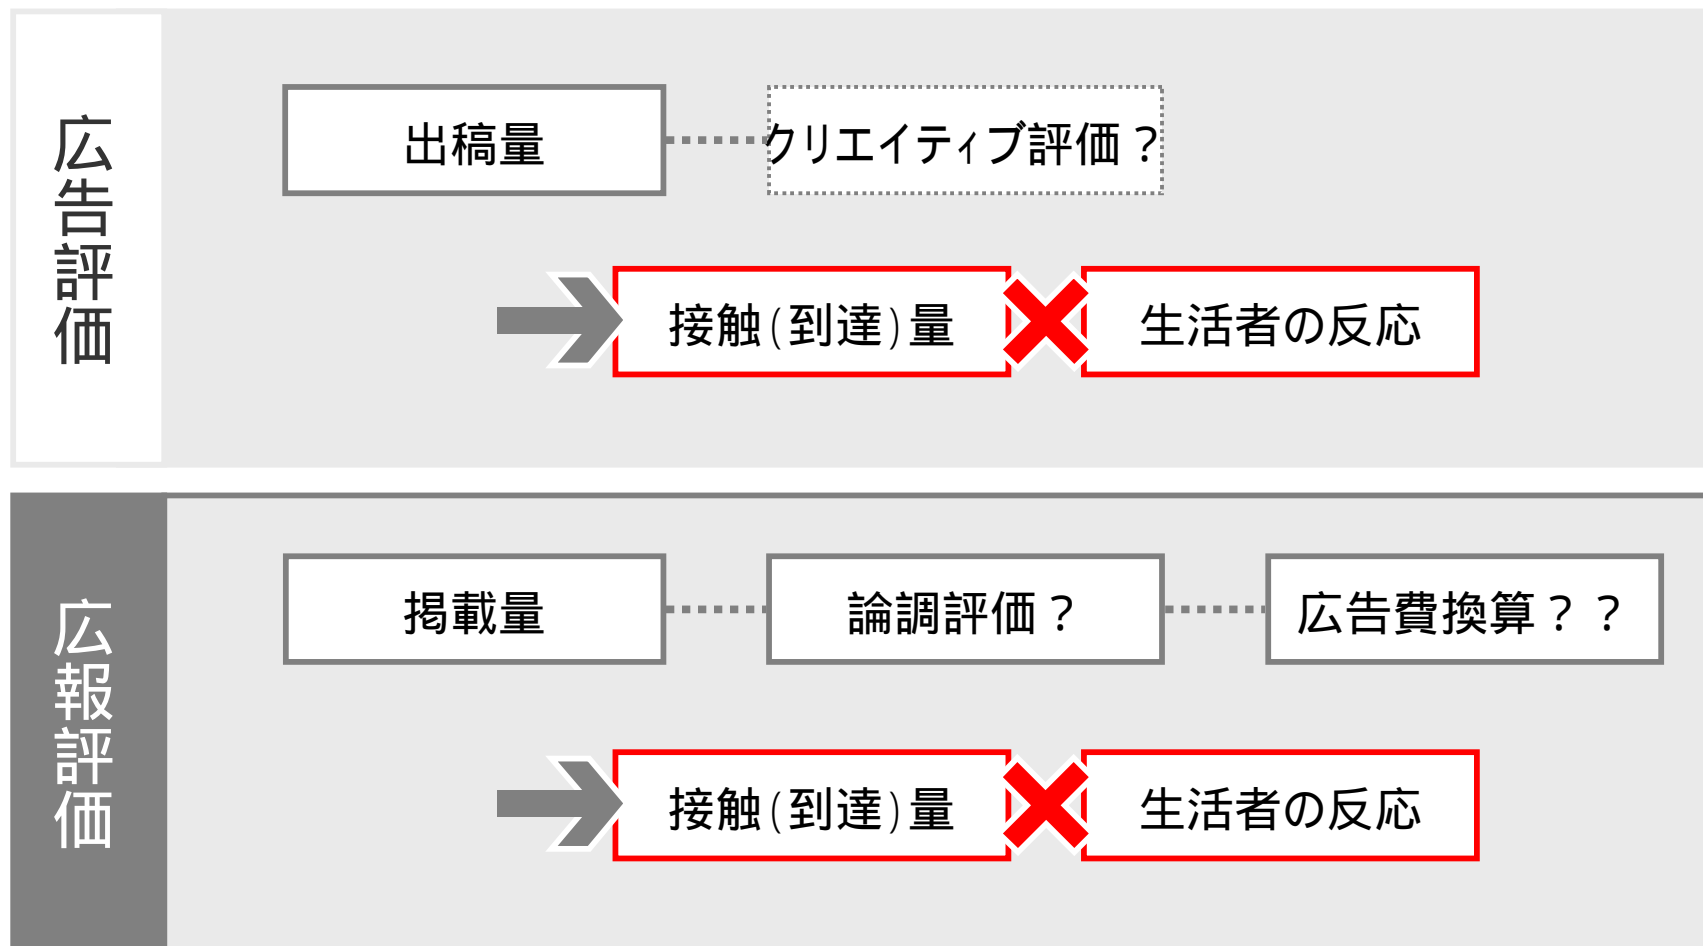 広告評価
出稿量
クリエイティブ評価？
接触(到達)量
生活者の反応
広報評価
掲載量
論調評価？
広告費換算？？
接触(到達)量
生活者の反応